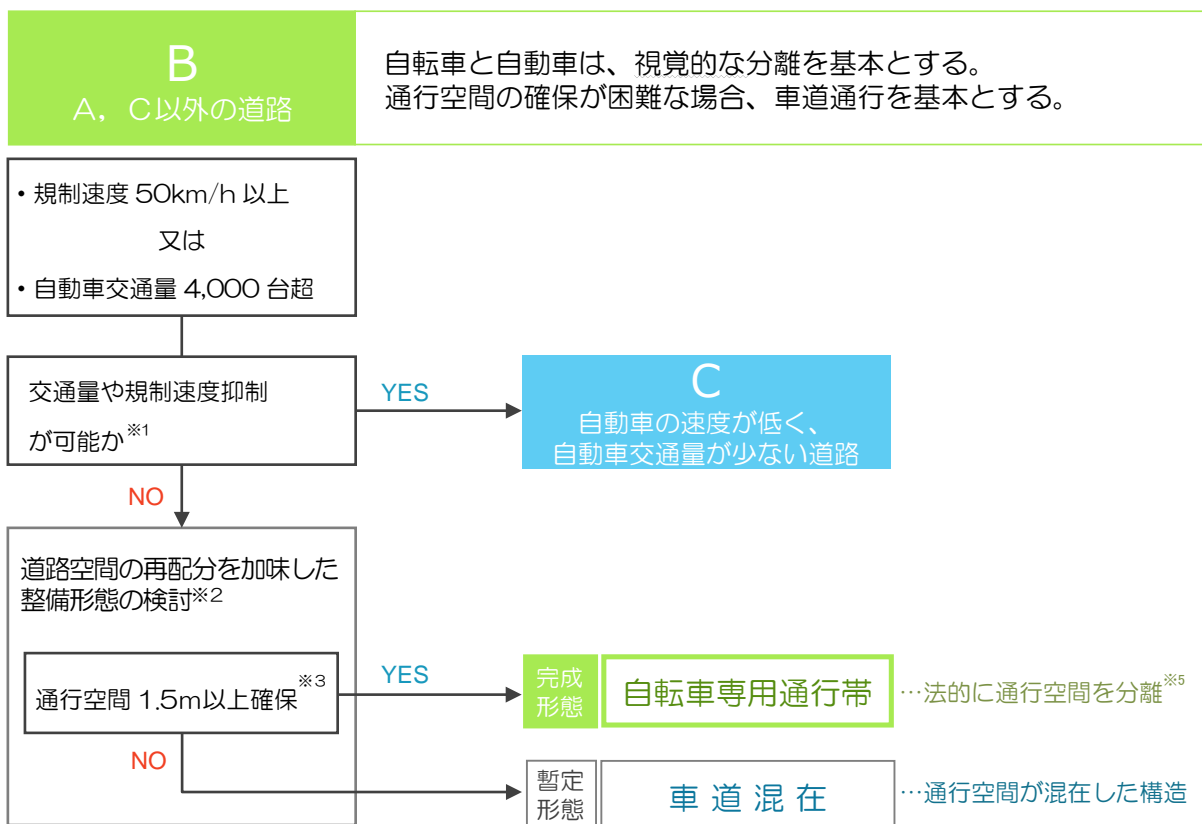 B
A，C以外の道路
自転車と自動車は、視覚的な分離を基本とする。
通行空間の確保が困難な場合、車道通行を基本とする。
・規制速度 50km/h 以上
又は
・自動車交通量 4,000 台超
交通量や規制速度抑制
が可能か※1
YES
C
自動車の速度が低く、
自動車交通量が少ない道路
NO
道路空間の再配分を加味した
整備形態の検討※2
通行空間 1.5m以上確保※3
YES
完成
形態
自転車専用通行帯
…法的に通行空間を分離※5
NO
暫定
形態
車道混在
…通行空間が混在した構造